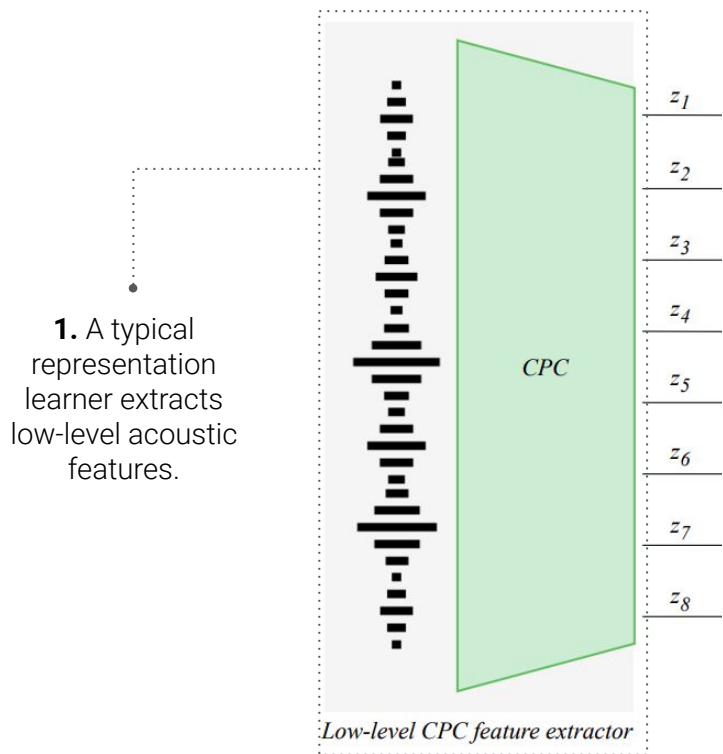 z1
z2
z3
z4
z5
z6
z7
z8
CPC
1. A typical
representation
learner extracts
low-level acoustic
features.
Low-level CPC feature extractor